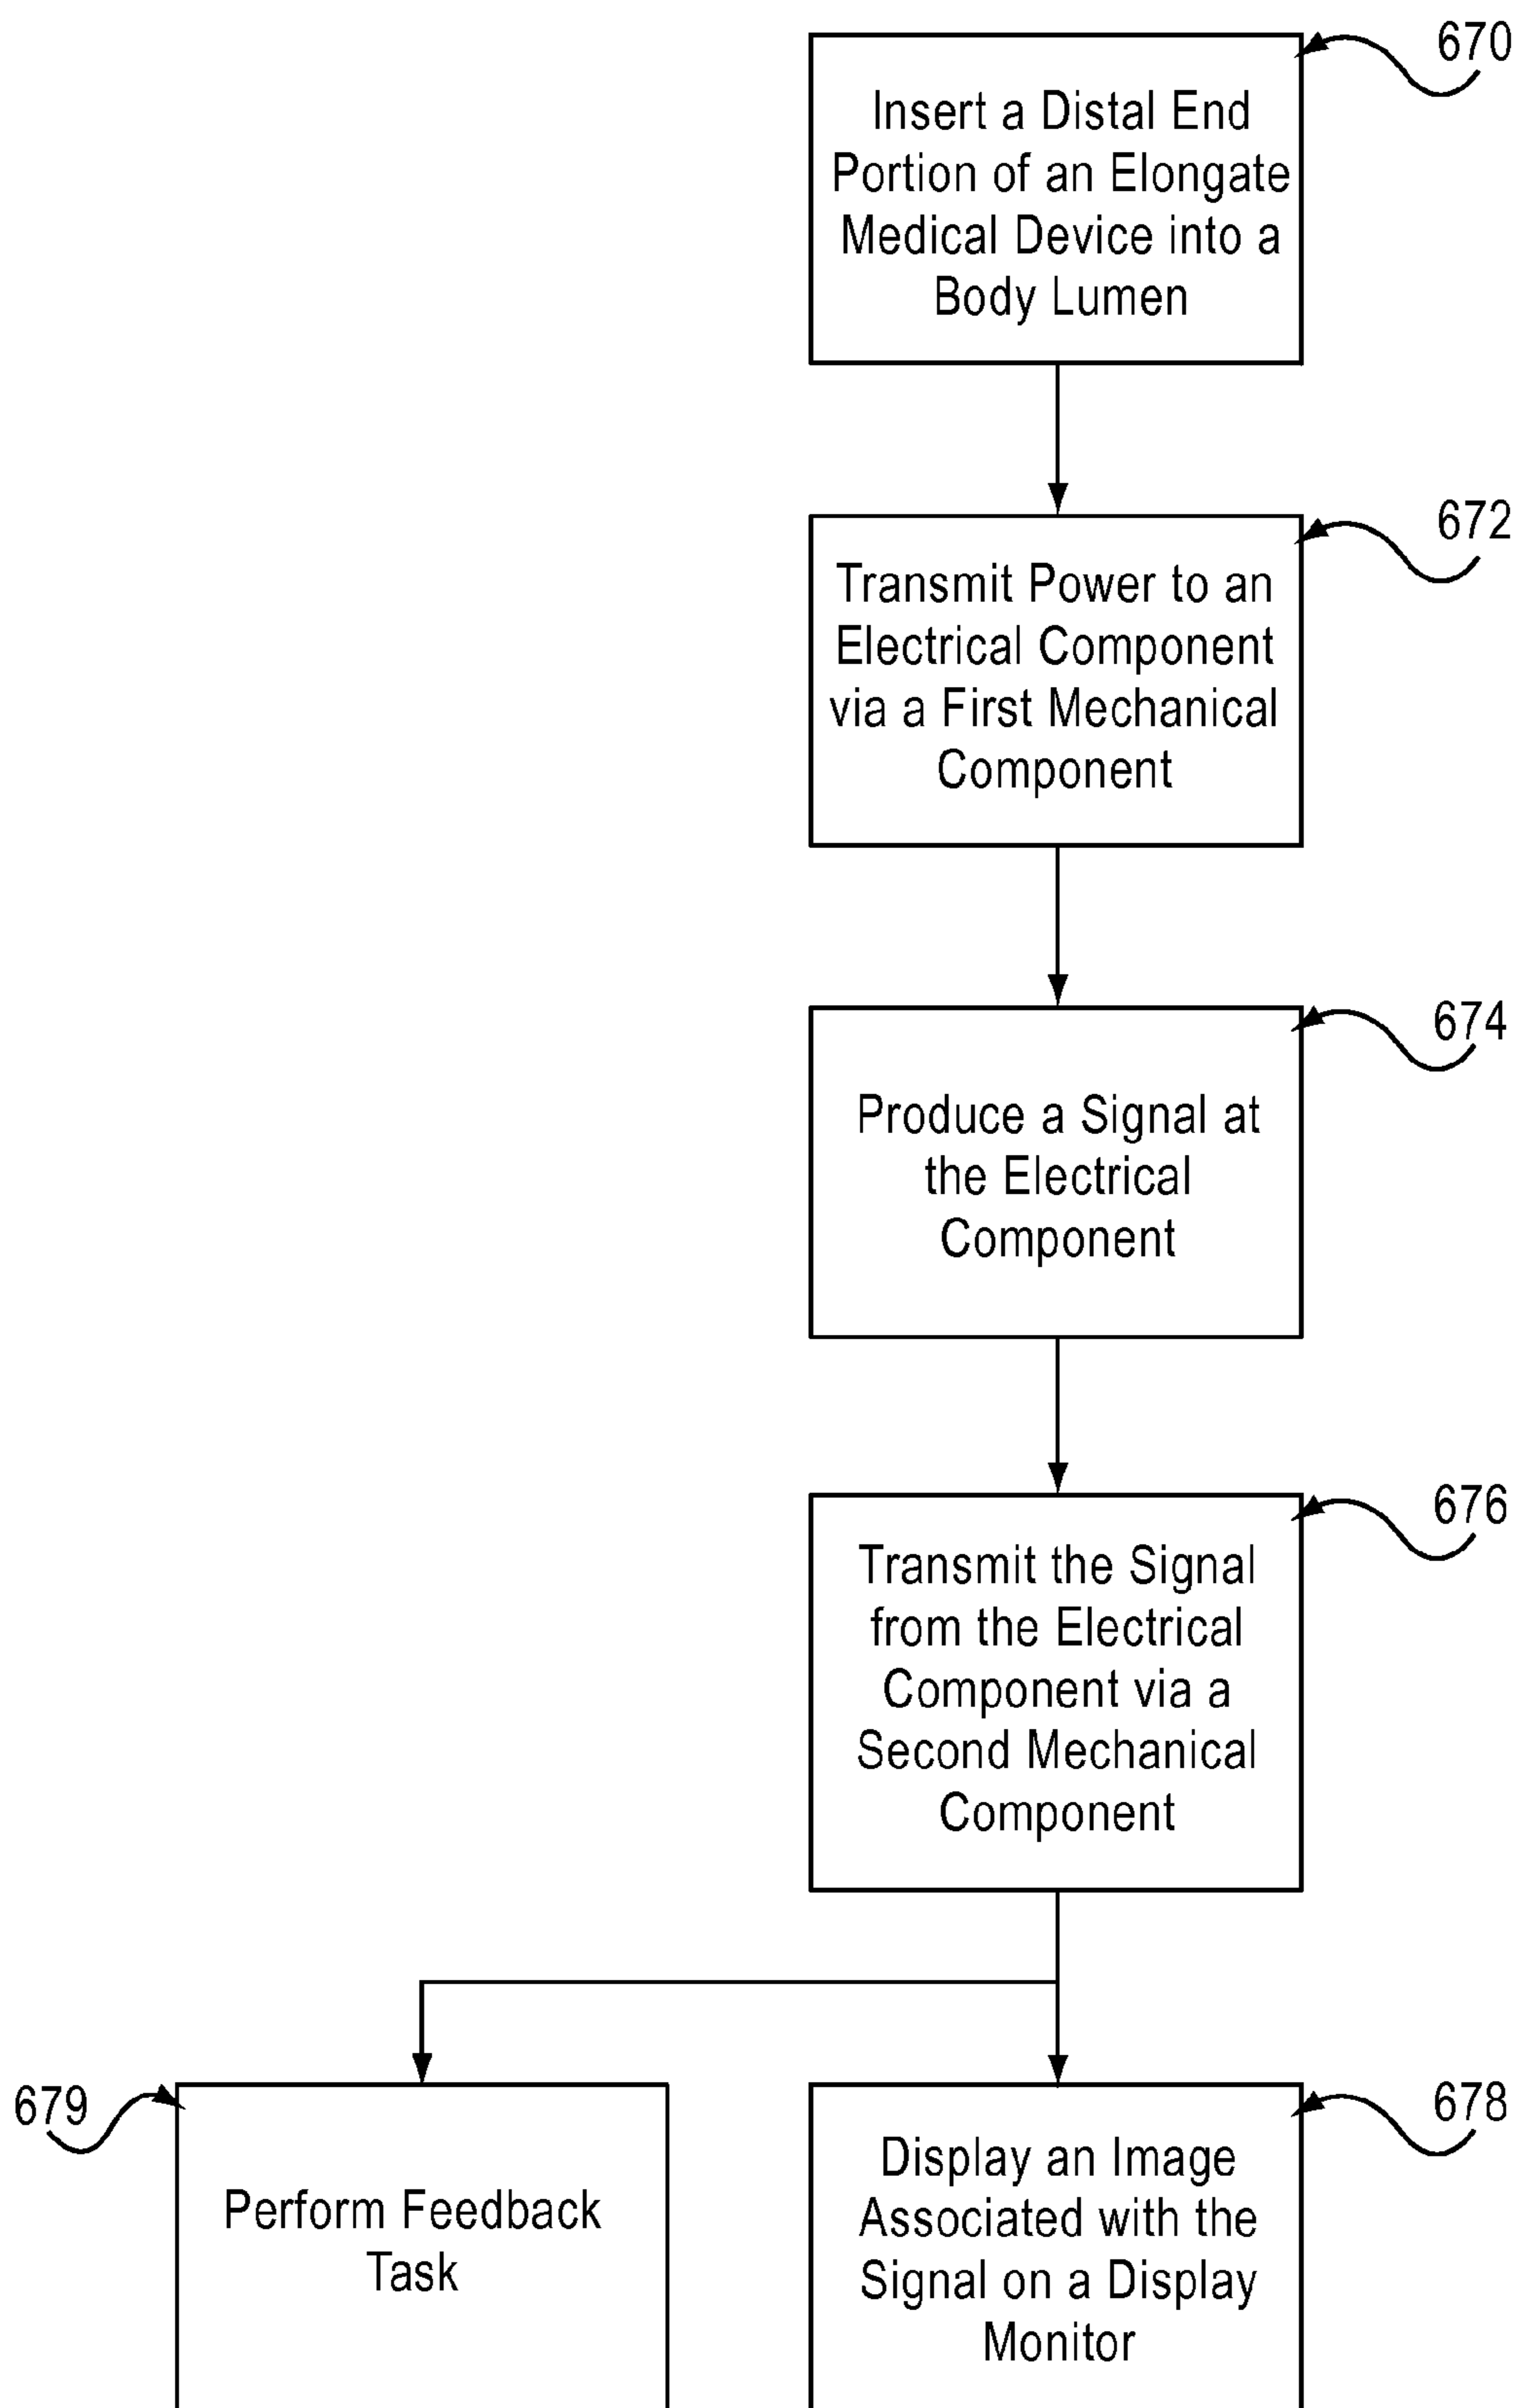 670
Insert a Distal End
Portion of an Elongate
Medical Device into a
Body Lumen
672
Transmit Power to an
Electrical Component
via a First Mechanical
Component
674
Produce a Signal at
the Electrical
Component
676
Transmit the Signal
from the Electrical
Component via a
Second Mechanical
Component
679
Perform Feedback
Task
678
Display an Image
Associated with the
Signal on a Display
Monitor